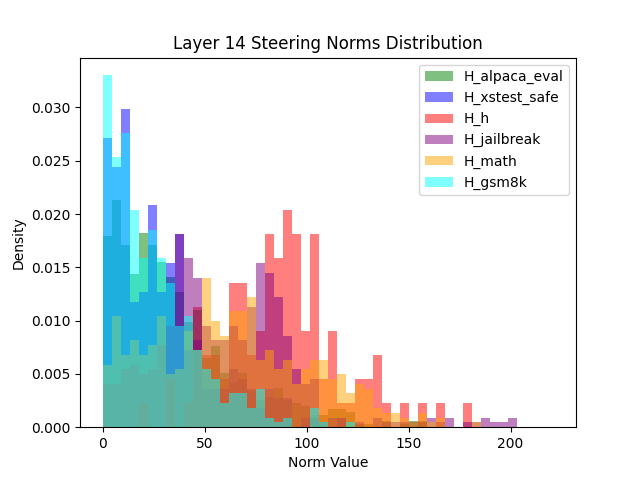 Layer 14 Steering Norms Distribution
H_alpaca_eval
H_xstest_safe
H_h
H_jailbreak
H_math
H_gsm8k
0.030
0.025
0.020
0.015
0.010
0.005
0.000
Density
0 50 100 150 200
Norm Value